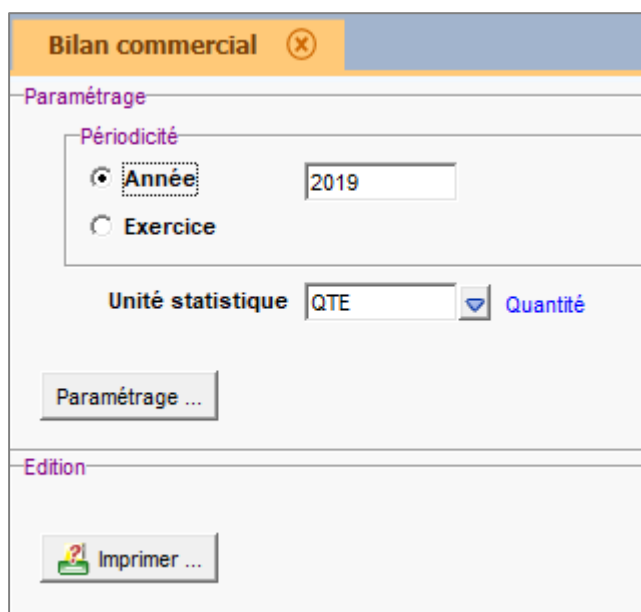 Bilan commercial
Paramétrage
Périodicité
Année 2019
Exercice
Unité statistique QTE Quantité
Paramétrage ...
Edition
Imprimer ...